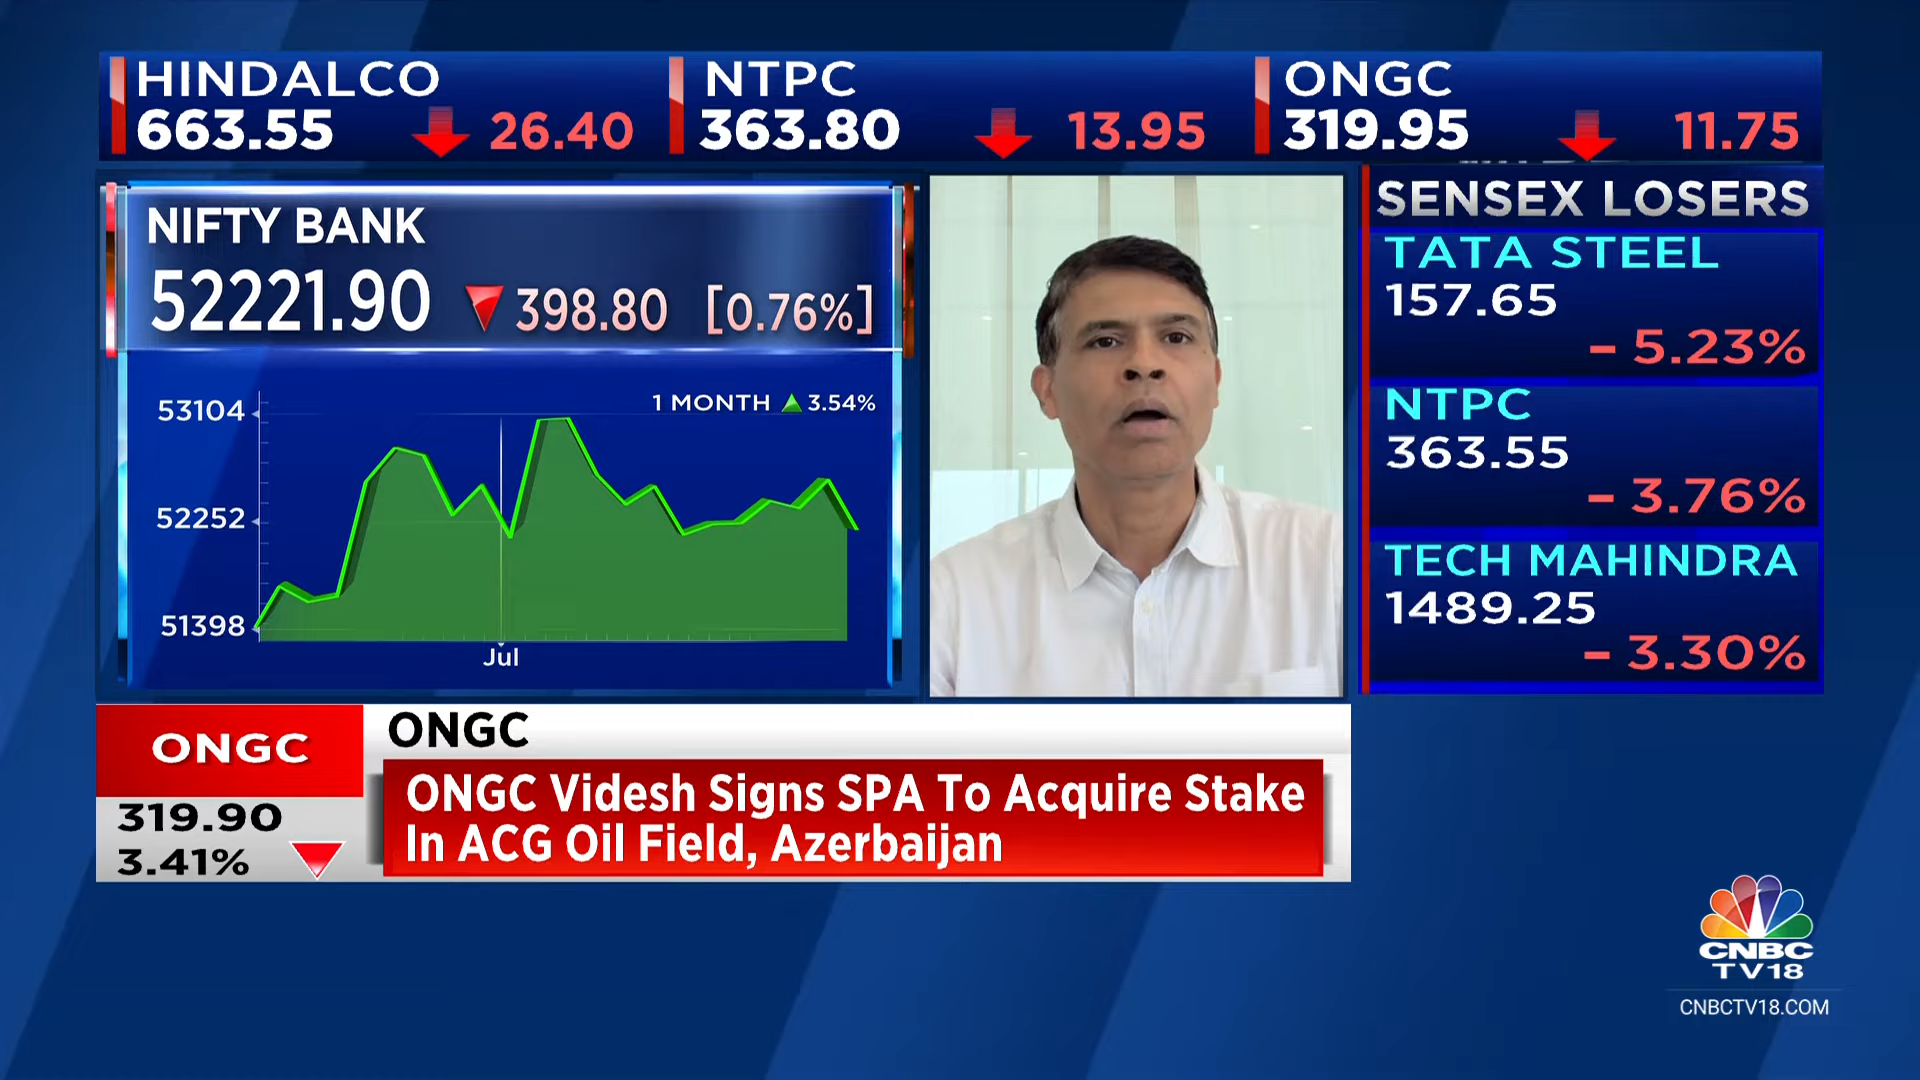 HINDALCO
663.55 26.40
NTPC
363.80 13.95
ONGC
319.95 11.75
NIFTY BANK
52221.90 398.80 [0.76%]
1 MONTH 3.54%
53104
52252
51398
Jul
SENSEX LOSERS
TATA STEEL
157.65
- 5.23%
NTPC
363.55
- 3.76%
TECH MAHINDRA
1489.25
- 3.30%
ONGC
319.90
3.41%
ONGC
ONGC Videsh Signs SPA To Acquire Stake
In ACG Oil Field, Azerbaijan
CNBC
TV18
CNBCTV18.COM